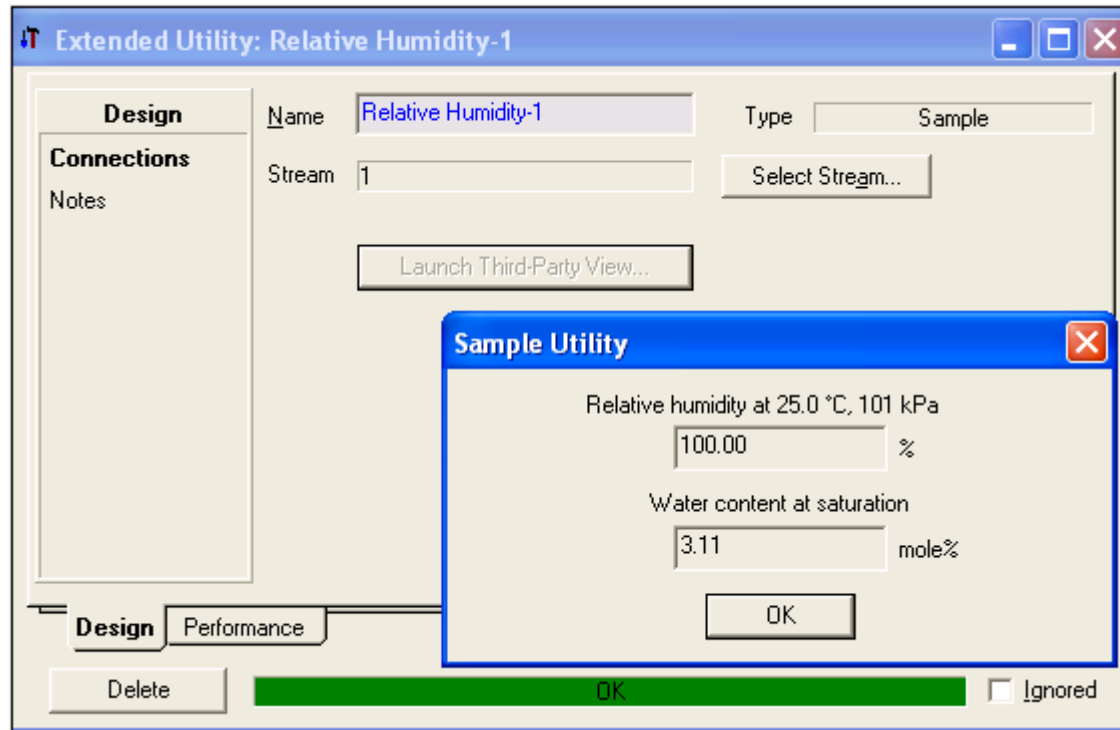 Extended Utility: Relative Humidity-1
Design
Connections
Notes
Name Relative Humidity-1 Type Sample
Stream 1 Select Stream...
Launch Third-Party View...
Sample Utility
Relative humidity at 25.0 °C, 101 kPa
100.00 %
Water content at saturation
3.11 mole%
OK
Design Performance
Delete OK Ignored